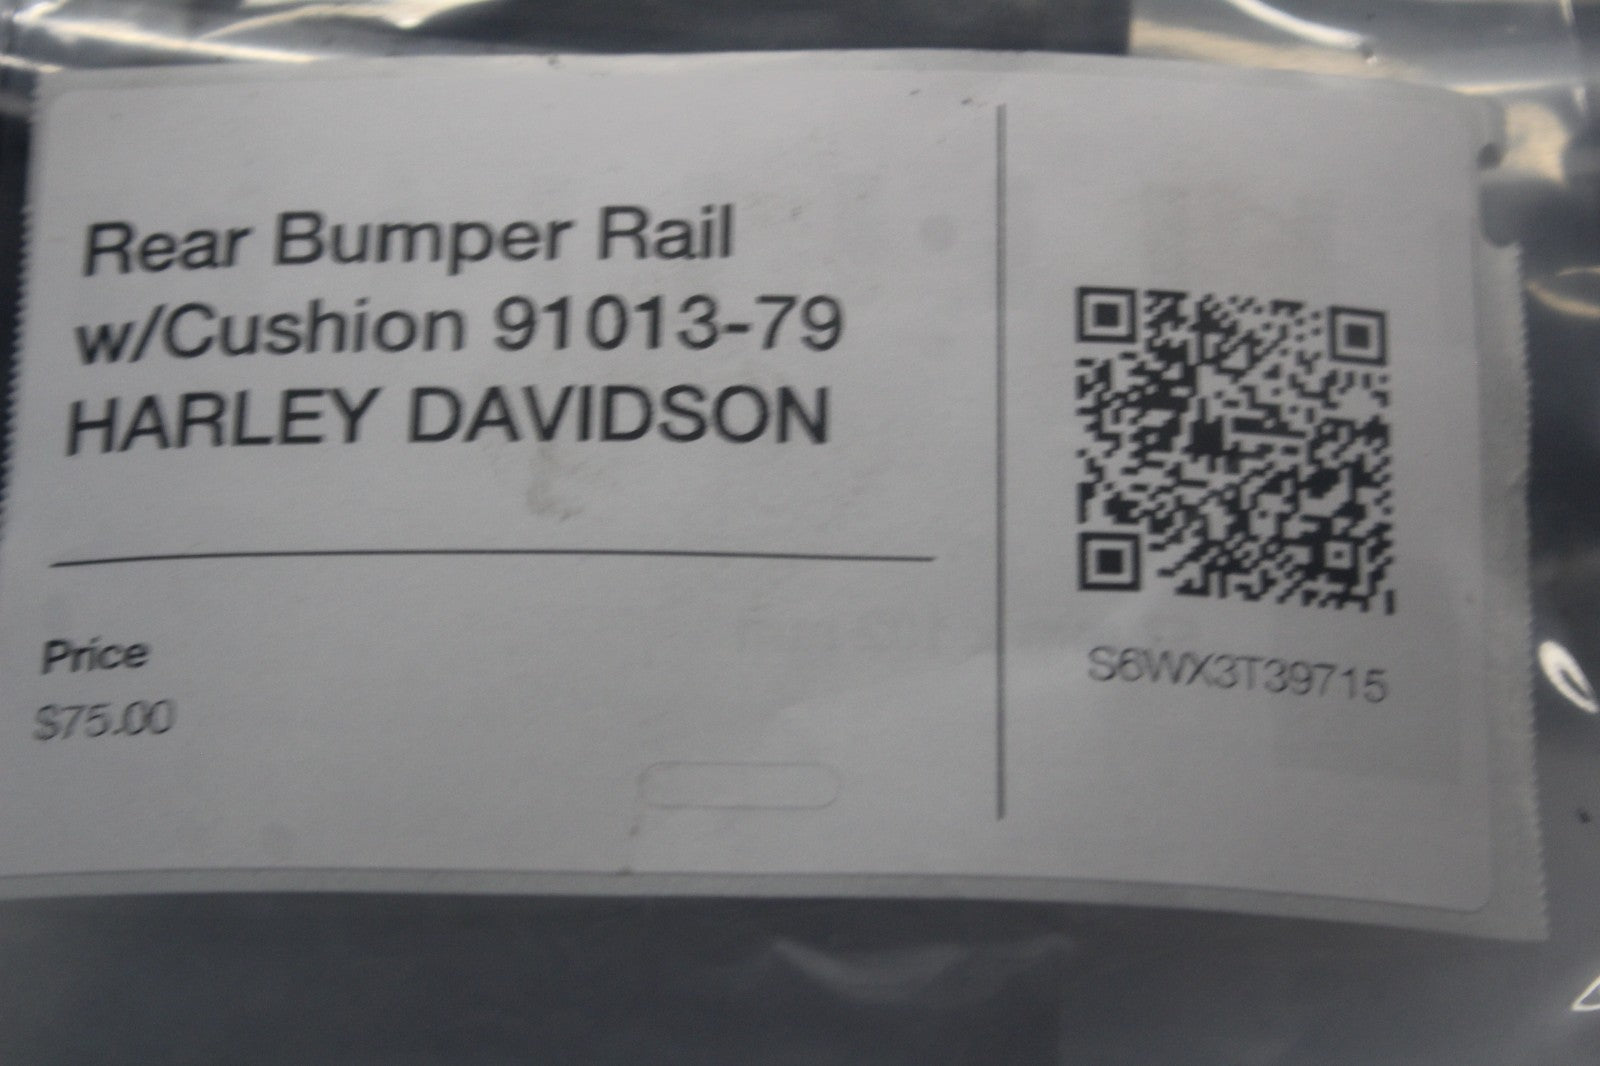 Rear Bumper Rail
w/Cushion 91013-79
HARLEY DAVIDSON
Price
$75.00
S6WX3T39715